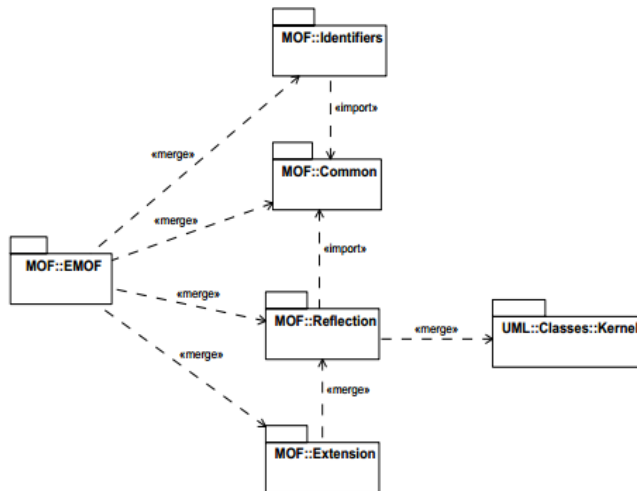 MOF::Identifiers
«import»
«merge»
MOF::Common
«merge»
«import»
MOF::EMOF
«merge»
MOF::Reflection
«merge»
UML::Classes::Kernel
«merge»
«merge»
MOF::Extension